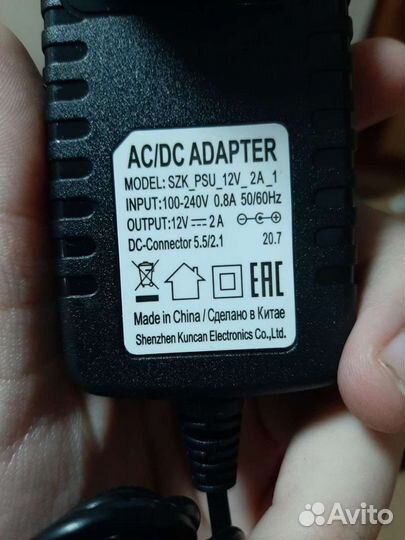 AC/DC ADAPTER
MODEL: SZK_PSU_12V_2A_1
INPUT: 100-240V 0.8A 50/60Hz
OUTPUT: 12V⎓2A
DC-Connector 5.5/2.1 20.7
EAC
Made in China / Сделано в Китае
Shenzhen Kuncan Electronics Co.,Ltd.
Avito